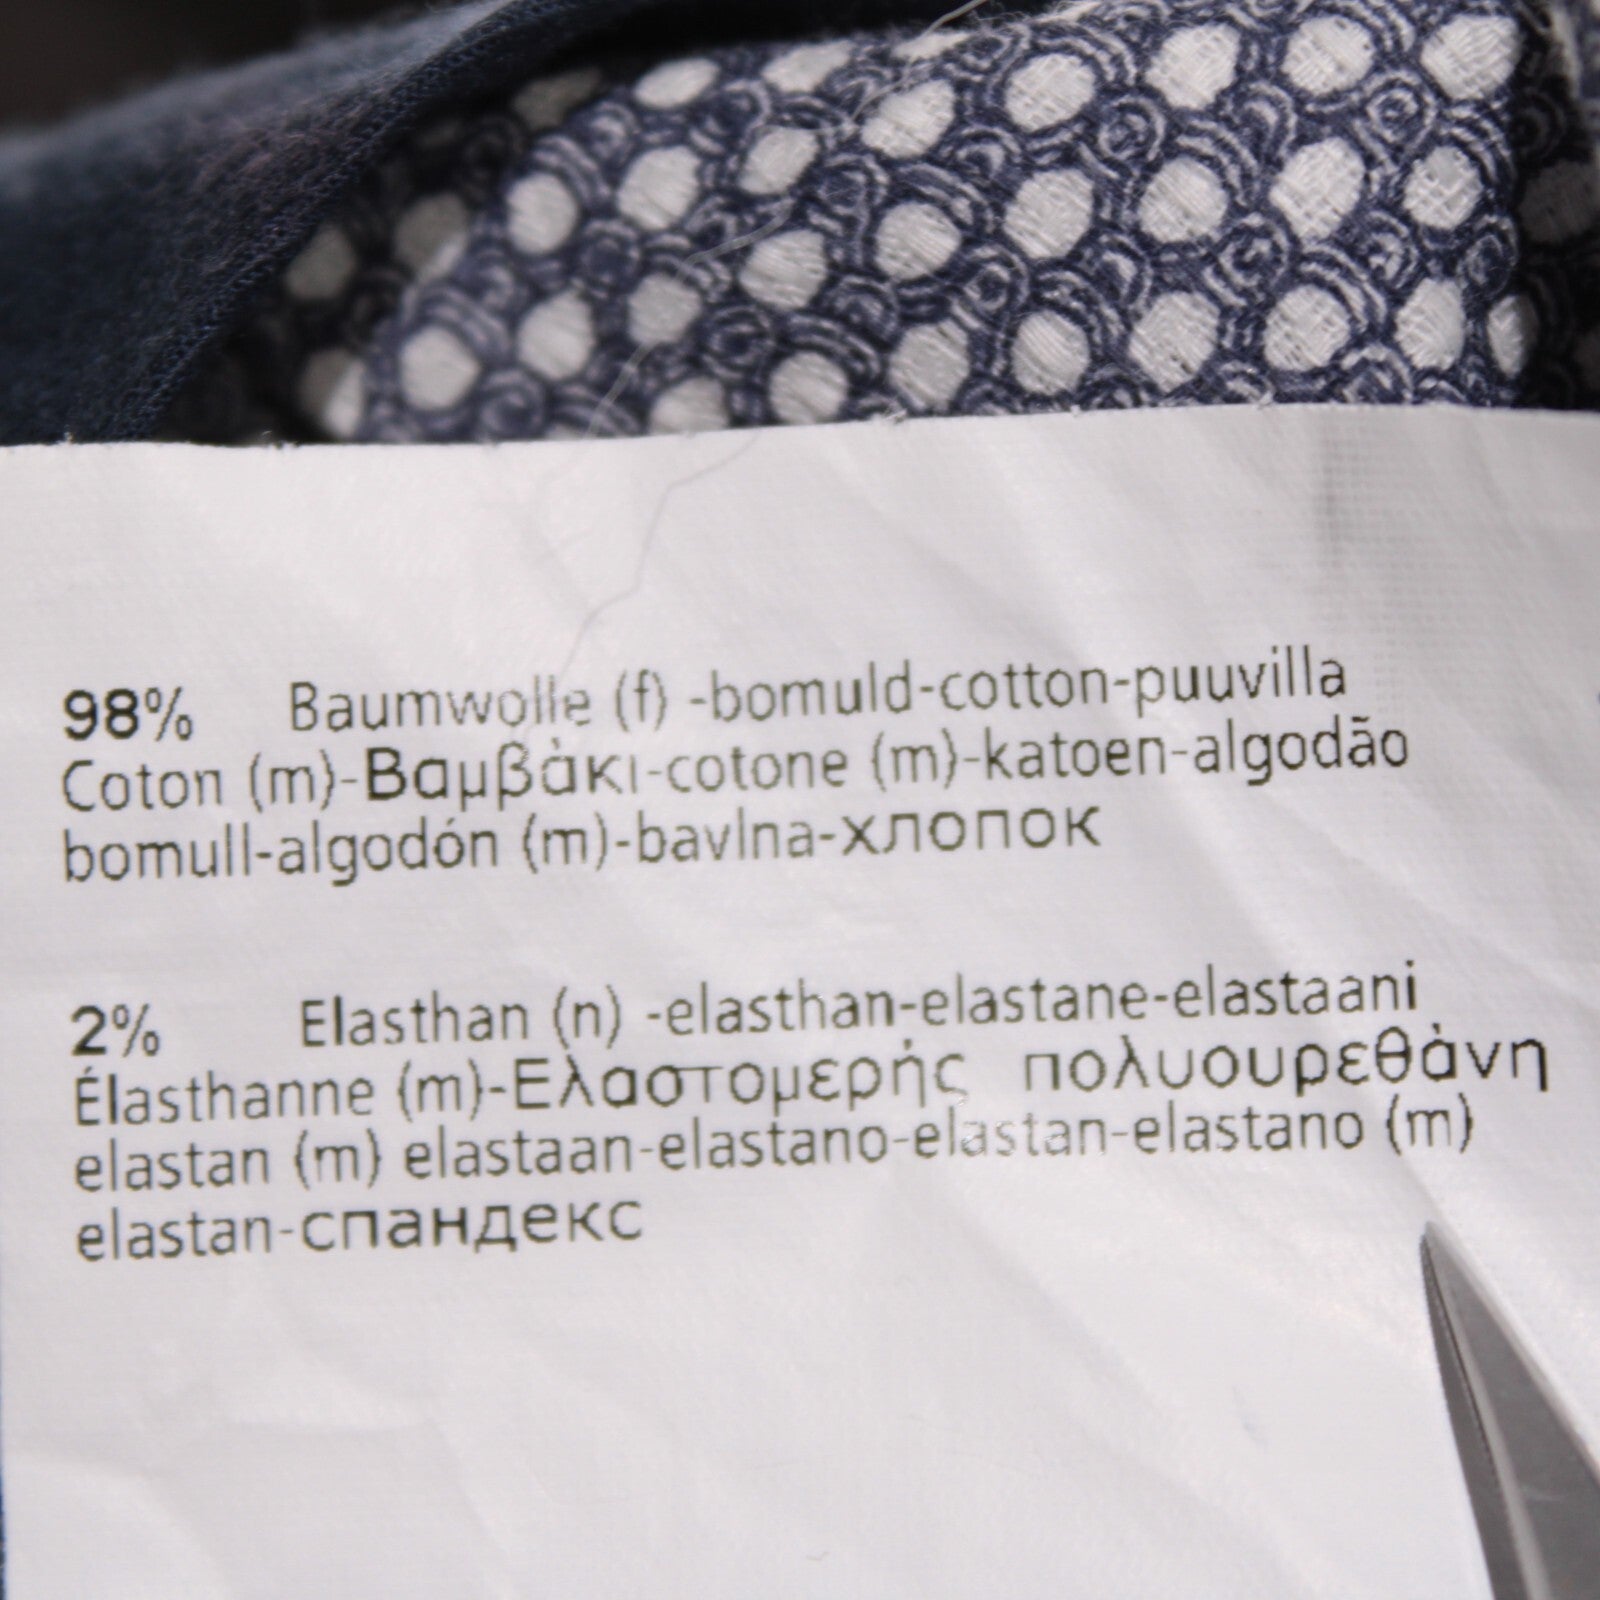 98% Baumwolle (f) -bomuld-cotton-puuvilla
Coton (m)-Βαμβάκι-cotone (m)-katoen-algodão
bomull-algodón (m)-bavlna-хлопок
2% Elasthan (n) -elasthan-elastane-elastaani
Élasthanne (m)-Ελαστομερής πολυουρεθάνη
elastan (m) elastaan-elastano-elastan-elastano (m)
elastan-спандекс